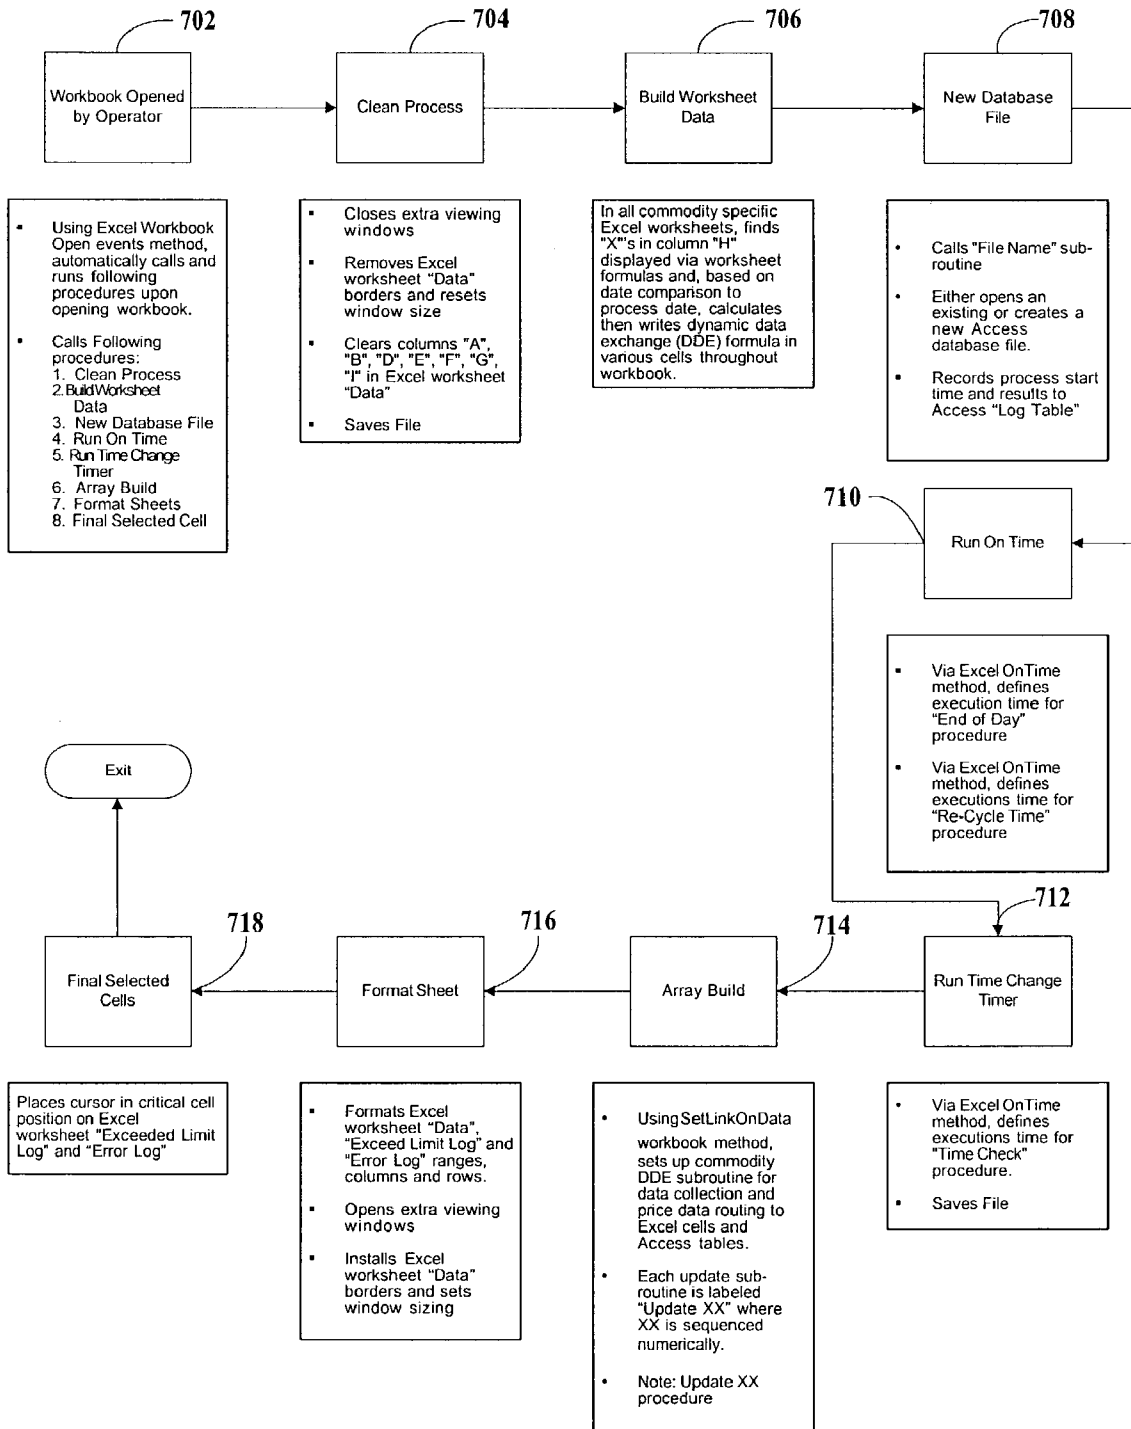 702
704
706
708
Workbook Opened
by Operator
Clean Process
Build Worksheet
Data
New Database
File
▪ Using Excel Workbook
Open events method,
automatically calls and
runs following
procedures upon
opening workbook.
▪ Calls Following
procedures:
1. Clean Process
2. Build Worksheet
Data
3. New Database File
4. Run On Time
5. Run Time Change
Timer
6. Array Build
7. Format Sheets
8. Final Selected Cell
▪ Closes extra viewing
windows
▪ Removes Excel
worksheet “Data”
borders and resets
window size
▪ Clears columns "A",
"B", "D", "E", "F", "G",
"I" in Excel worksheet
“Data”
▪ Saves File
In all commodity specific
Excel worksheets, finds
"X"'s in column "H"
displayed via worksheet
formulas and, based on
date comparison to
process date, calculates
then writes dynamic data
exchange (DDE) formula in
various cells throughout
workbook.
• Calls "File Name" sub-
routine
• Either opens an
existing or creates a
new Access
database file.
• Records process start
time and results to
Access “Log Table”
710
Run On Time
▪ Via Excel OnTime
method, defines
execution time for
“End of Day”
procedure
▪ Via Excel OnTime
method, defines
executions time for
“Re-Cycle Time”
procedure
Exit
718
716
714
712
Final Selected
Cells
Format Sheet
Array Build
Run Time Change
Timer
Places cursor in critical cell
position on Excel
worksheet "Exceeded Limit
Log" and “Error Log”
▪ Formats Excel
worksheet “Data”,
“Exceed Limit Log” and
“Error Log” ranges,
columns and rows.
▪ Opens extra viewing
windows
▪ Installs Excel
worksheet “Data”
borders and sets
window sizing
• Using SetLinkOnData
workbook method,
sets up commodity
DDE subroutine for
data collection and
price data routing to
Excel cells and
Access tables.
• Each update sub-
routine is labeled
“Update XX” where
XX is sequenced
numerically.
• Note: Update XX
procedure
• Via Excel OnTime
method, defines
executions time for
"Time Check"
procedure.
• Saves File